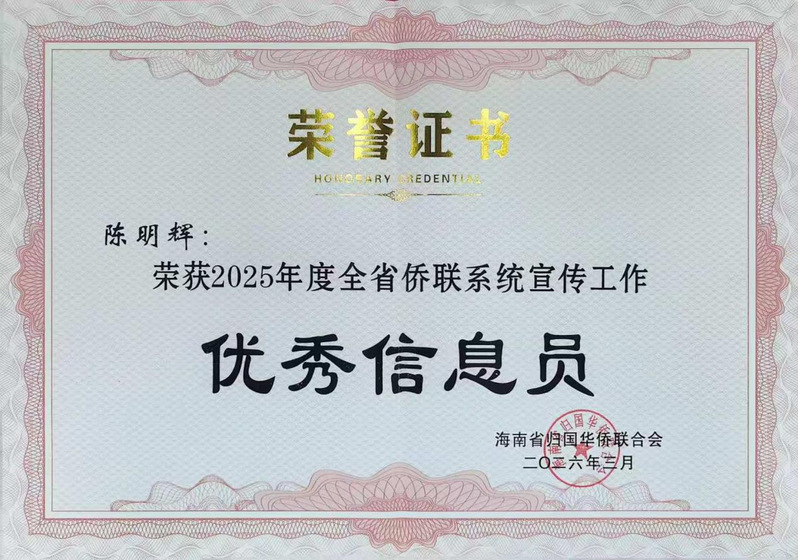 荣誉证书
HONORARY CREDENTIAL
陈明辉：
荣获2025年度全省侨联系统宣传工作
优秀信息员
海南省归国华侨联合会
二〇二六年三月